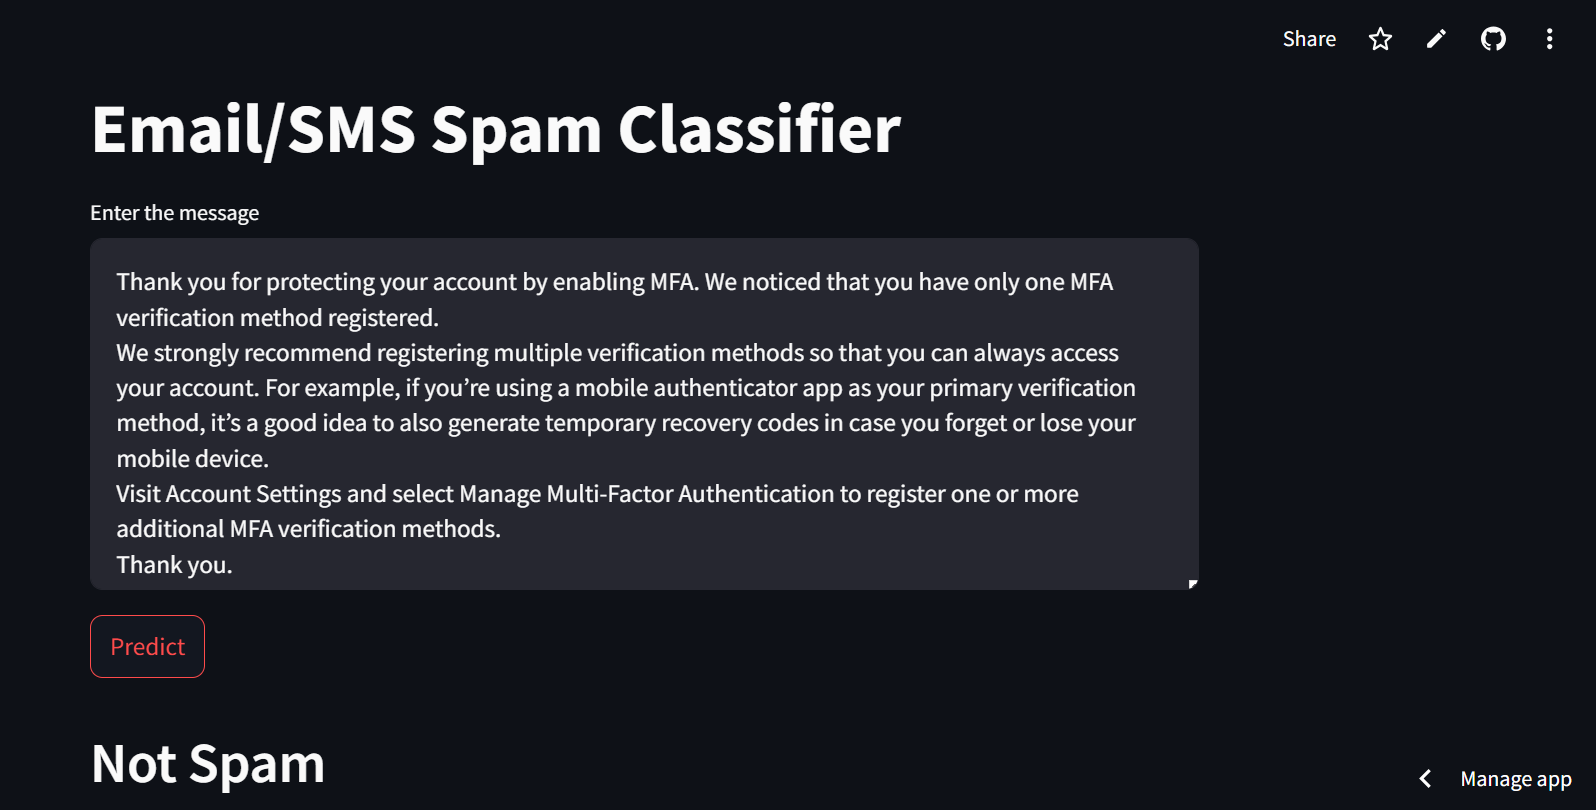 Share
Email/SMS Spam Classifier
Enter the message
Thank you for protecting your account by enabling MFA. We noticed that you have only one MFA
verification method registered.
We strongly recommend registering multiple verification methods so that you can always access
your account. For example, if you’re using a mobile authenticator app as your primary verification
method, it’s a good idea to also generate temporary recovery codes in case you forget or lose your
mobile device.
Visit Account Settings and select Manage Multi-Factor Authentication to register one or more
additional MFA verification methods.
Thank you.
Predict
Not Spam
Manage app